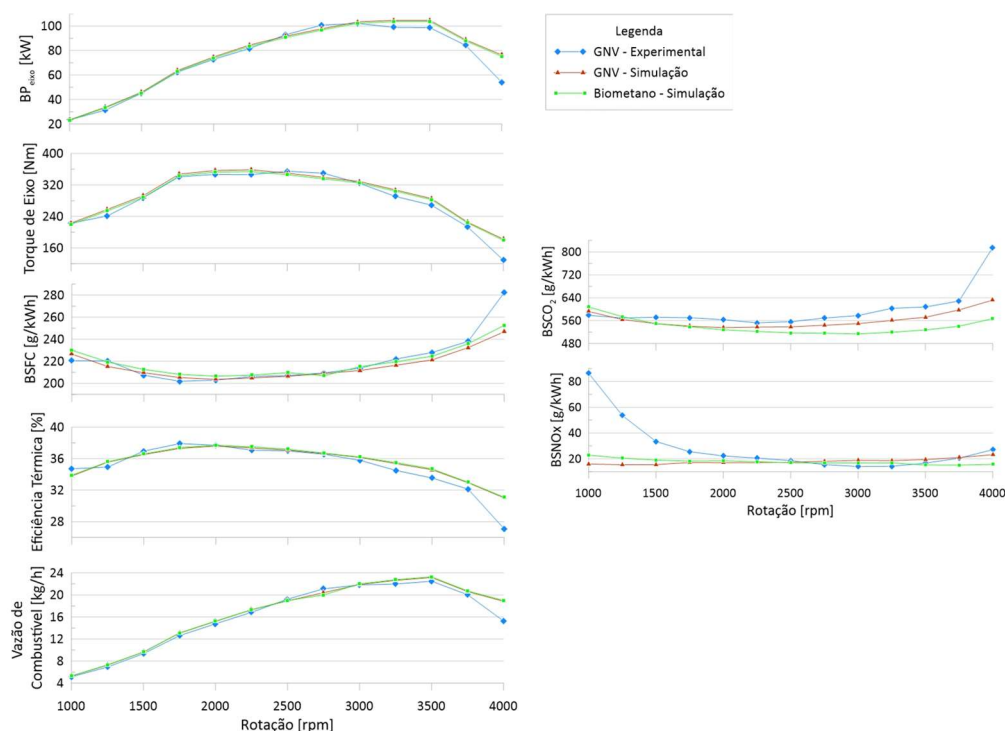 BP eixo [kW]
100
80
60
40
20
Torque de Eixo [Nm]
400
320
240
160
BSFC [g/kWh]
280
260
240
220
200
Eficiência Térmica [%]
40
36
32
28
Vazão de
Combustível [kg/h]
24
20
16
12
8
4
1000 1500 2000 2500 3000 3500 4000
Rotação [rpm]
Legenda
GNV - Experimental
GNV - Simulação
Biometano - Simulação
BSCO₂ [g/kWh]
800
720
640
560
480
BSNOx [g/kWh]
80
60
40
20
1000 1500 2000 2500 3000 3500 4000
Rotação [rpm]